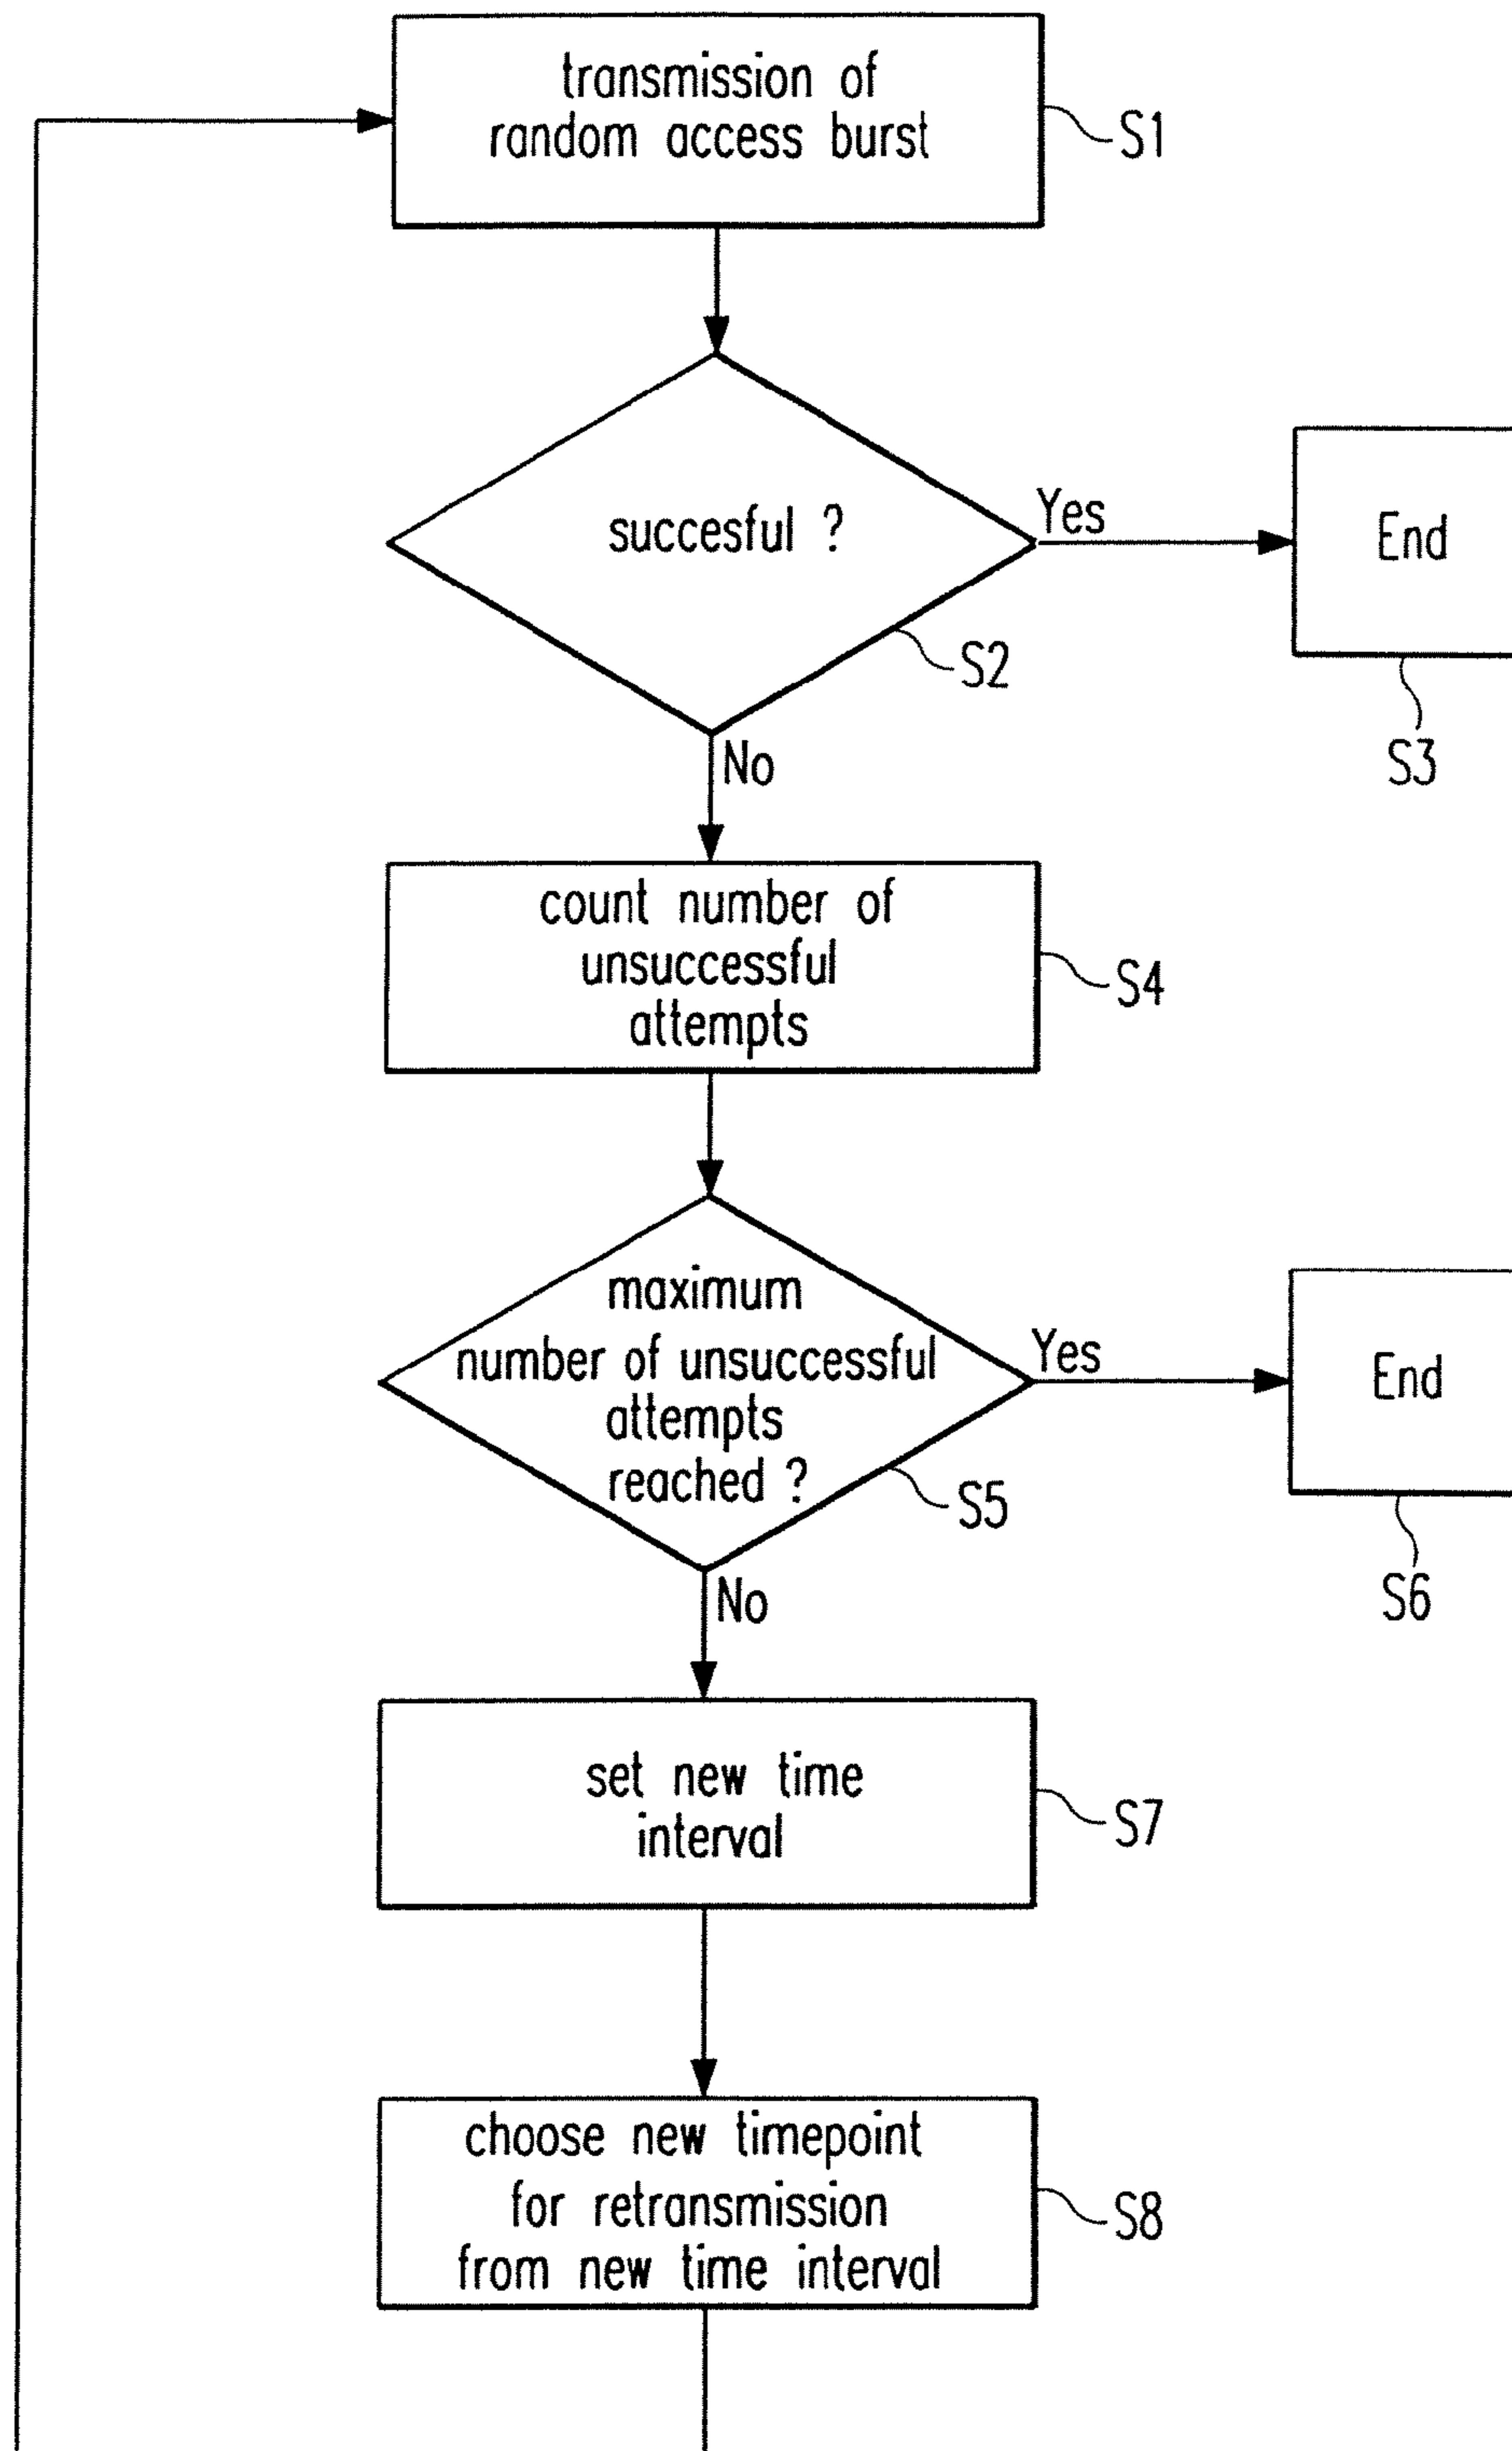 transmission of
random access burst
S1
succesful ?
Yes
End
S2
S3
No
count number of
unsuccessful
attempts
S4
maximum
number of unsuccessful
attempts
reached ?
Yes
End
S5
S6
No
set new time
interval
S7
choose new timepoint
for retransmission
from new time interval
S8